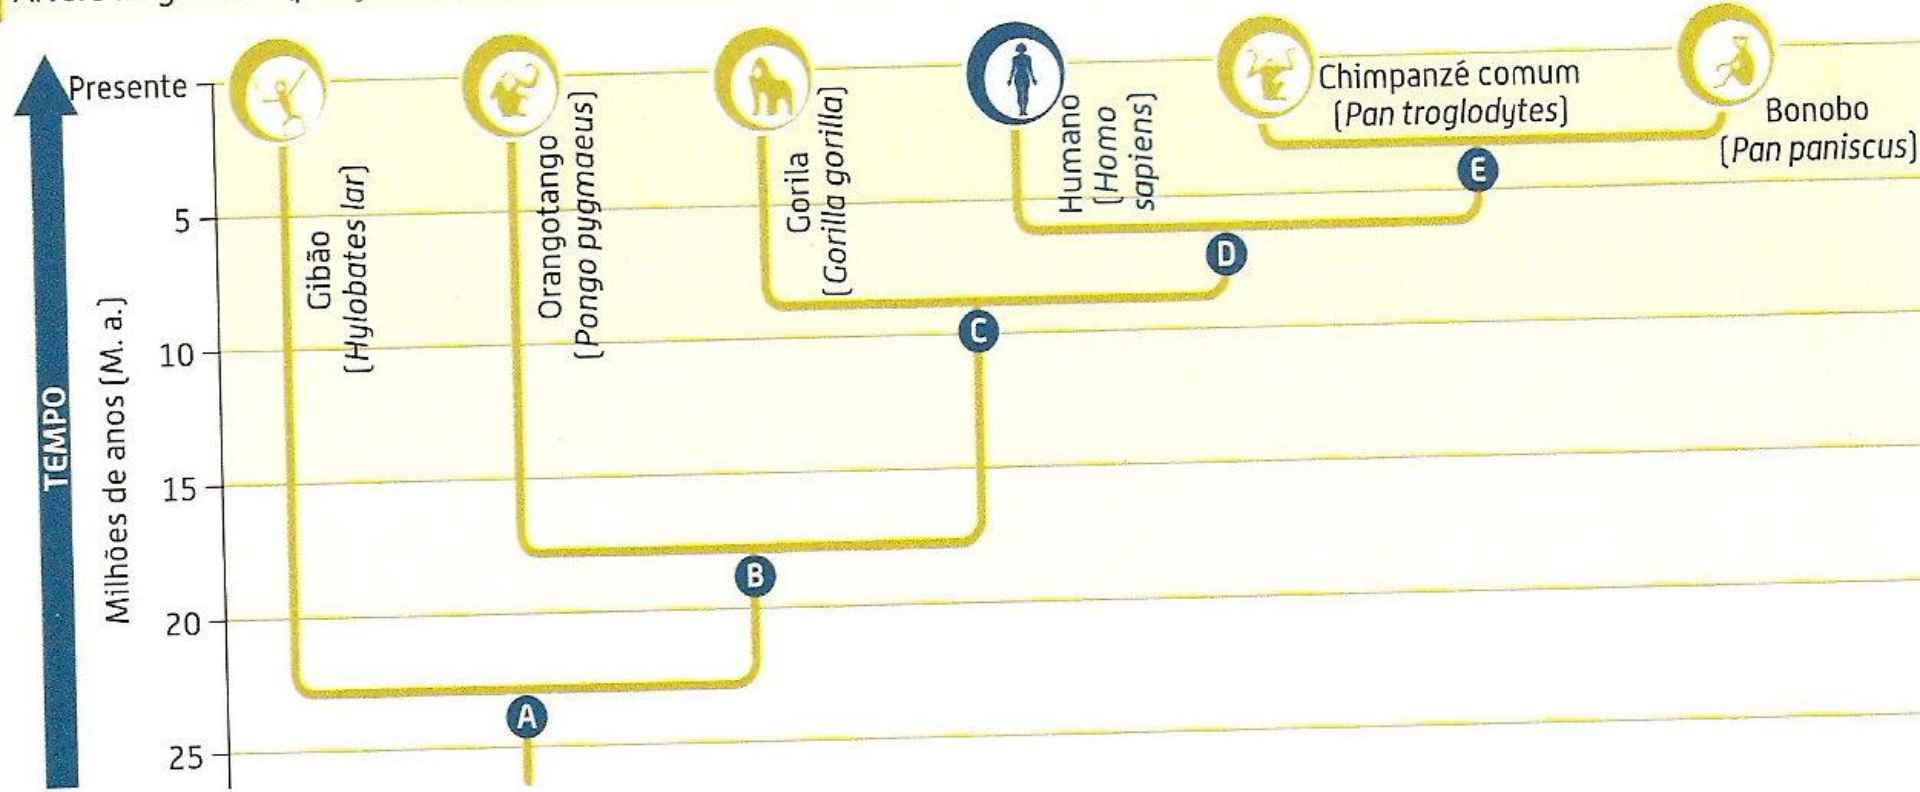 Presente
5
10
15
20
25
TEMPO
Milhões de anos (M. a.)
Gibão
(Hylobates lar)
Orangotango
(Pongo pygmaeus)
Gorila
(Gorilla gorilla)
Humano
(Homo
sapiens)
Chimpanzé comum
(Pan troglodytes)
Bonobo
(Pan paniscus)
E
D
C
B
A